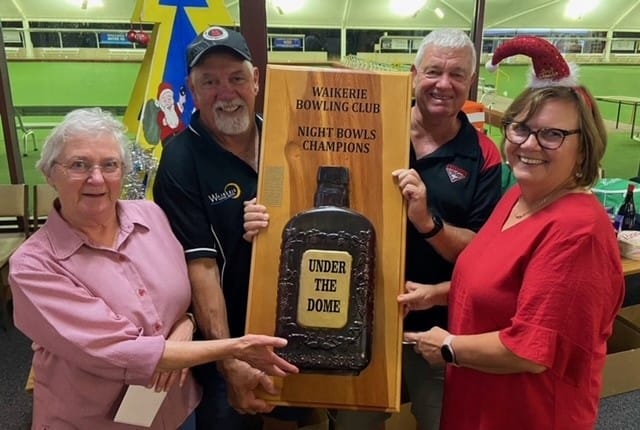 WAIKERIE
BOWLING CLUB
NIGHT BOWLS
CHAMPIONS
UNDER
THE
DOME